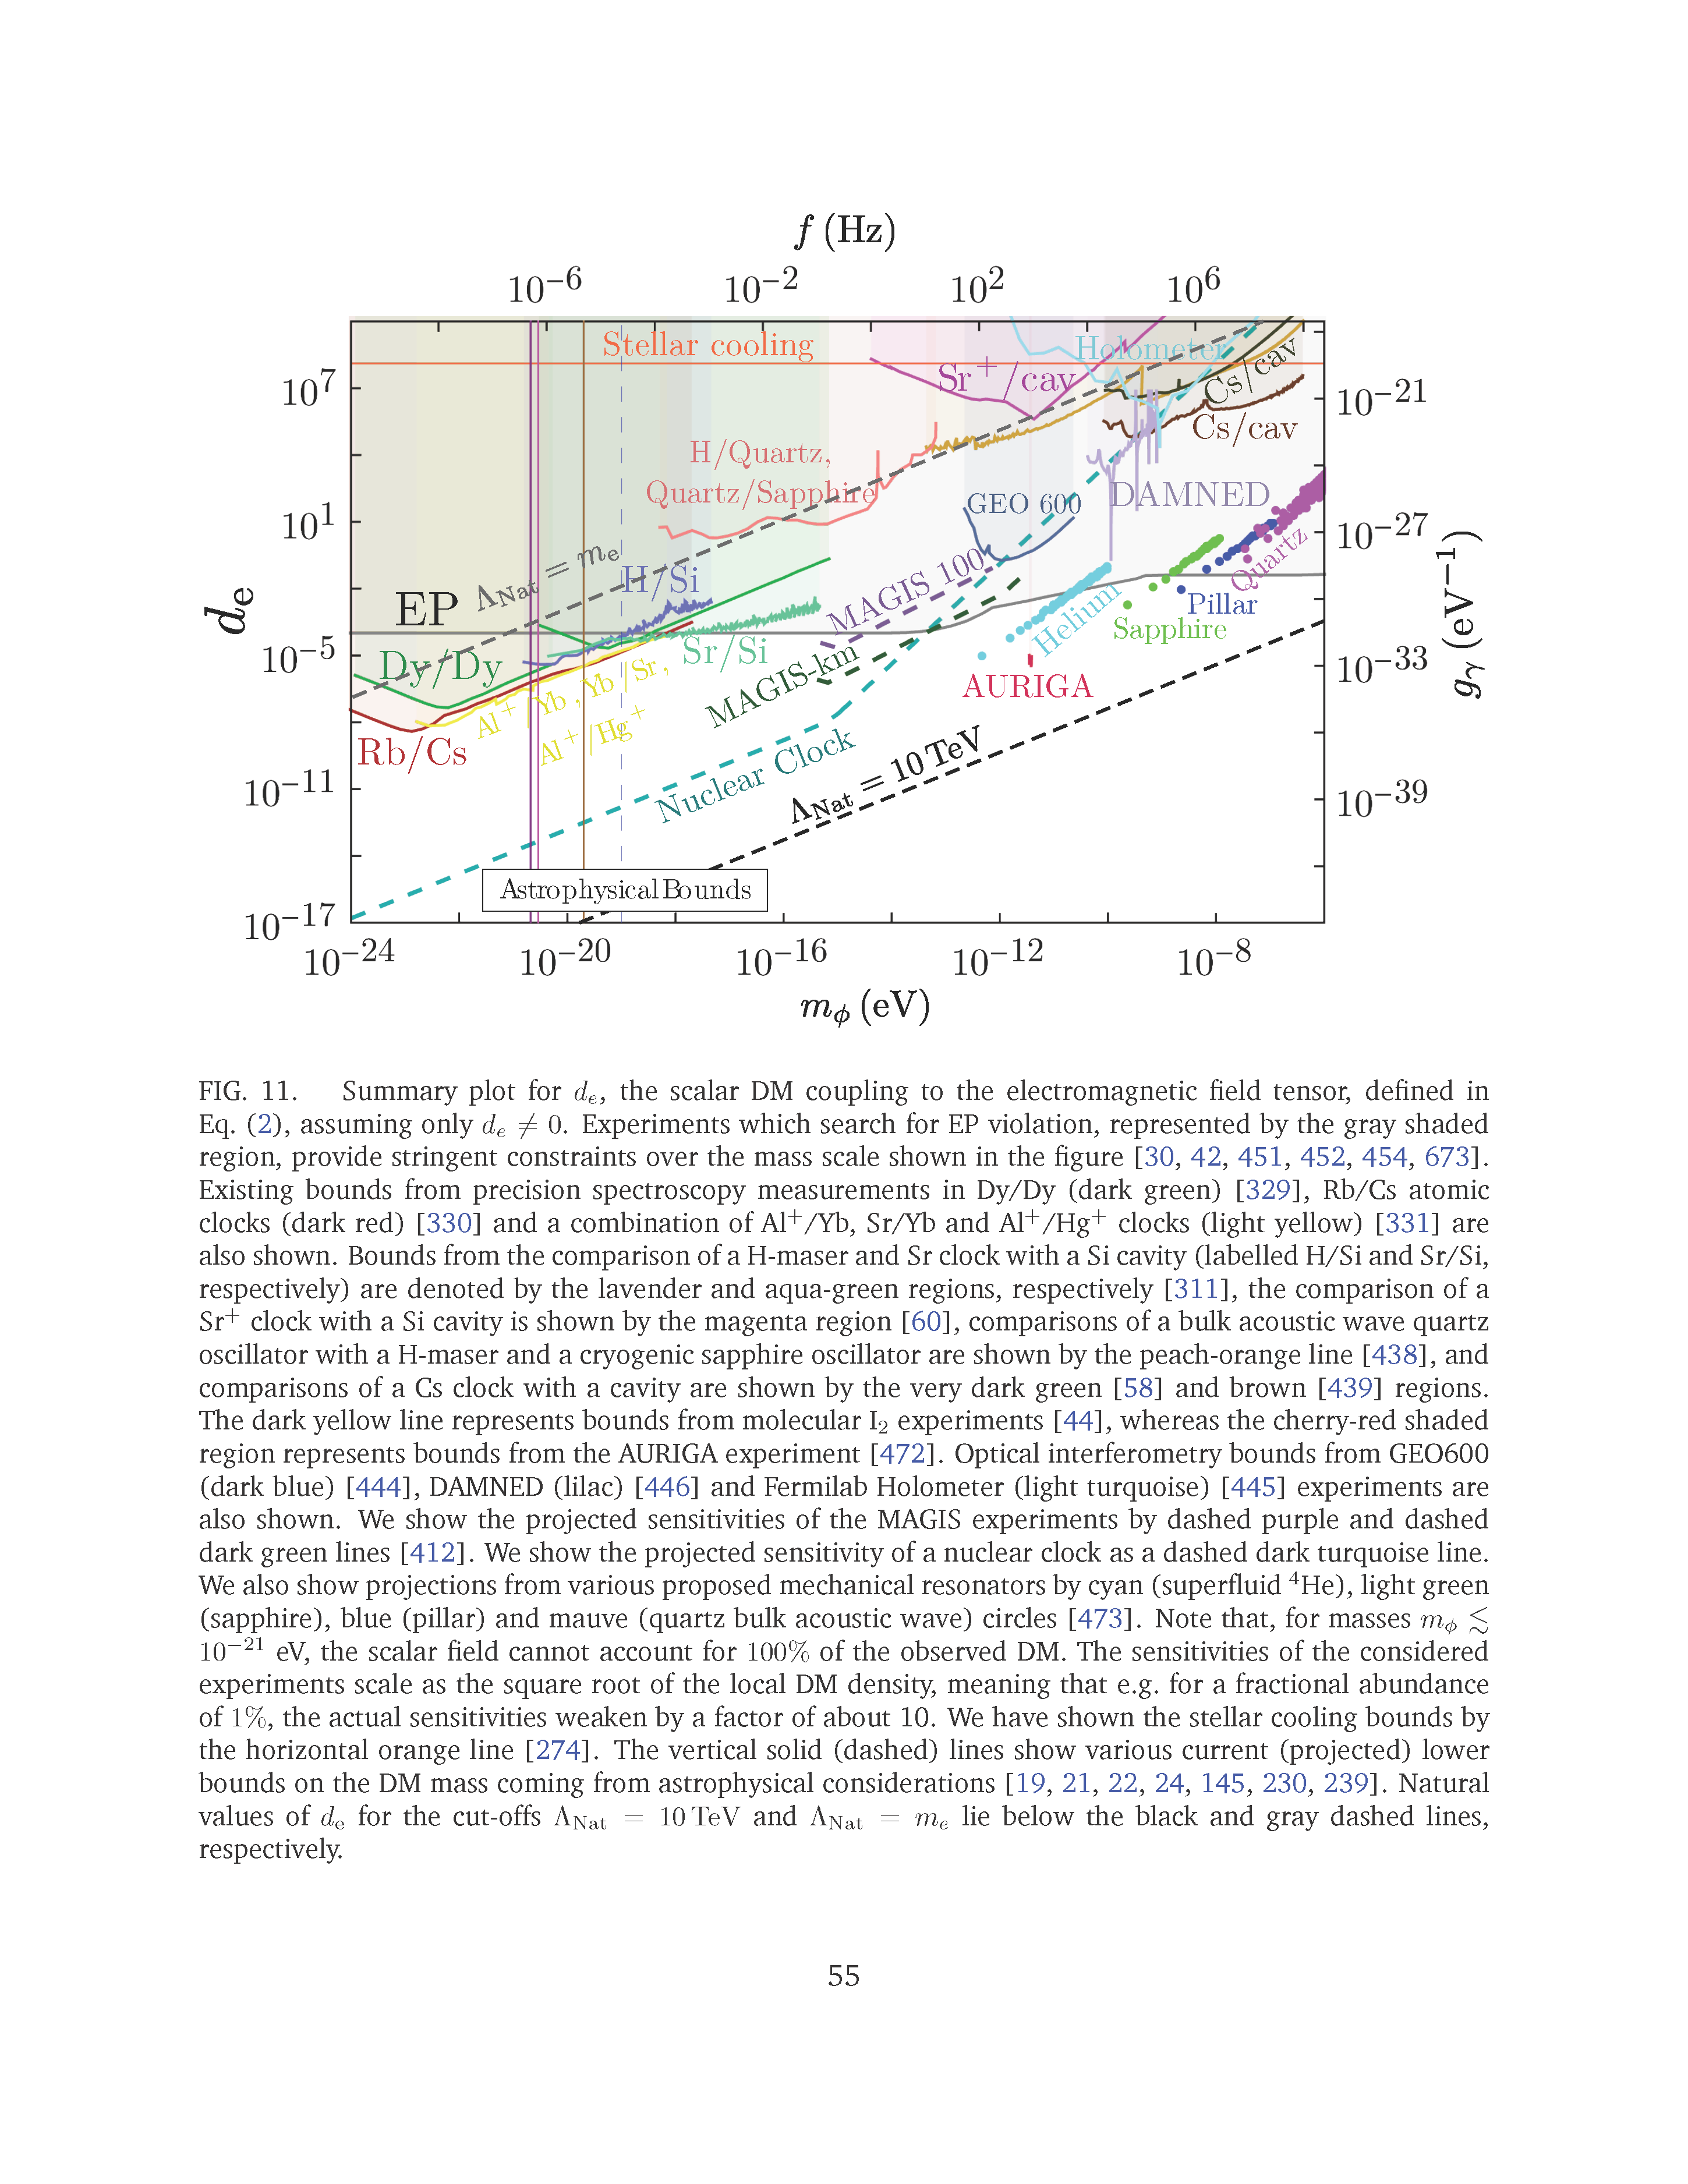 f (Hz)
10−6 10−2 10² 10⁶
Stellar cooling
Holometer
Sr+/cav
Cs/cav
Cs/cav
10⁷
10−21
H/Quartz,
Quartz/Sapphire
GEO 600
DAMNED
10¹
10−27
ΛNat = me
H/Si
MAGIS 100
Quartz
EP
Pillar
Helium
Sapphire
de
gγ (eV−1)
10−5
10−33
Dy/Dy
Sr/Si
Al+/Yb, Yb/Sr,
Al+/Hg+
MAGIS-km
AURIGA
Rb/Cs
Nuclear Clock
ΛNat = 10 TeV
10−11
10−39
Astrophysical Bounds
10−17
10−24 10−20 10−16 10−12 10−8
mϕ (eV)
FIG. 11. Summary plot for de, the scalar DM coupling to the electromagnetic field tensor, defined in
Eq. (2), assuming only de ≠ 0. Experiments which search for EP violation, represented by the gray shaded
region, provide stringent constraints over the mass scale shown in the figure [30, 42, 451, 452, 454, 673].
Existing bounds from precision spectroscopy measurements in Dy/Dy (dark green) [329], Rb/Cs atomic
clocks (dark red) [330] and a combination of Al+/Yb, Sr/Yb and Al+/Hg+ clocks (light yellow) [331] are
also shown. Bounds from the comparison of a H-maser and Sr clock with a Si cavity (labelled H/Si and Sr/Si,
respectively) are denoted by the lavender and aqua-green regions, respectively [311], the comparison of a
Sr+ clock with a Si cavity is shown by the magenta region [60], comparisons of a bulk acoustic wave quartz
oscillator with a H-maser and a cryogenic sapphire oscillator are shown by the peach-orange line [438], and
comparisons of a Cs clock with a cavity are shown by the very dark green [58] and brown [439] regions.
The dark yellow line represents bounds from molecular I₂ experiments [44], whereas the cherry-red shaded
region represents bounds from the AURIGA experiment [472]. Optical interferometry bounds from GEO600
(dark blue) [444], DAMNED (lilac) [446] and Fermilab Holometer (light turquoise) [445] experiments are
also shown. We show the projected sensitivities of the MAGIS experiments by dashed purple and dashed
dark green lines [412]. We show the projected sensitivity of a nuclear clock as a dashed dark turquoise line.
We also show projections from various proposed mechanical resonators by cyan (superfluid ⁴He), light green
(sapphire), blue (pillar) and mauve (quartz bulk acoustic wave) circles [473]. Note that, for masses mϕ ≲
10−21 eV, the scalar field cannot account for 100% of the observed DM. The sensitivities of the considered
experiments scale as the square root of the local DM density, meaning that e.g. for a fractional abundance
of 1%, the actual sensitivities weaken by a factor of about 10. We have shown the stellar cooling bounds by
the horizontal orange line [274]. The vertical solid (dashed) lines show various current (projected) lower
bounds on the DM mass coming from astrophysical considerations [19, 21, 22, 24, 145, 230, 239]. Natural
values of de for the cut-offs ΛNat = 10 TeV and ΛNat = me lie below the black and gray dashed lines,
respectively.
55